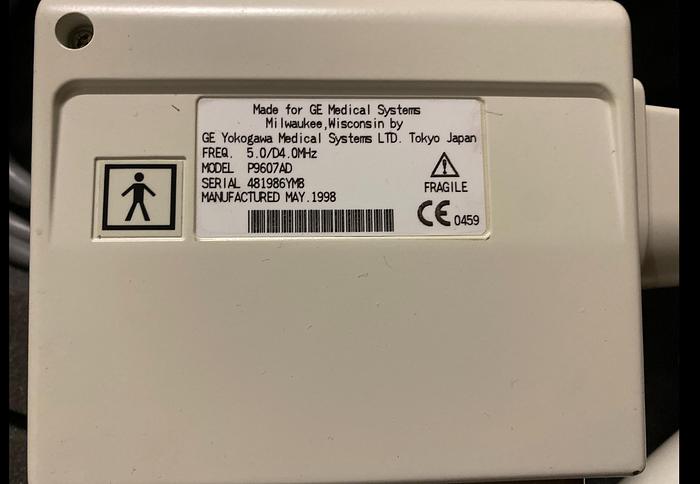 Made for GE Medical Systems
Milwaukee,Wisconsin by
GE Yokogawa Medical Systems LTD. Tokyo Japan
FREQ. 5.0/D4.0MHz
MODEL P9607AD
SERIAL 481986YM8
MANUFACTURED MAY.1998
FRAGILE
CE 0459